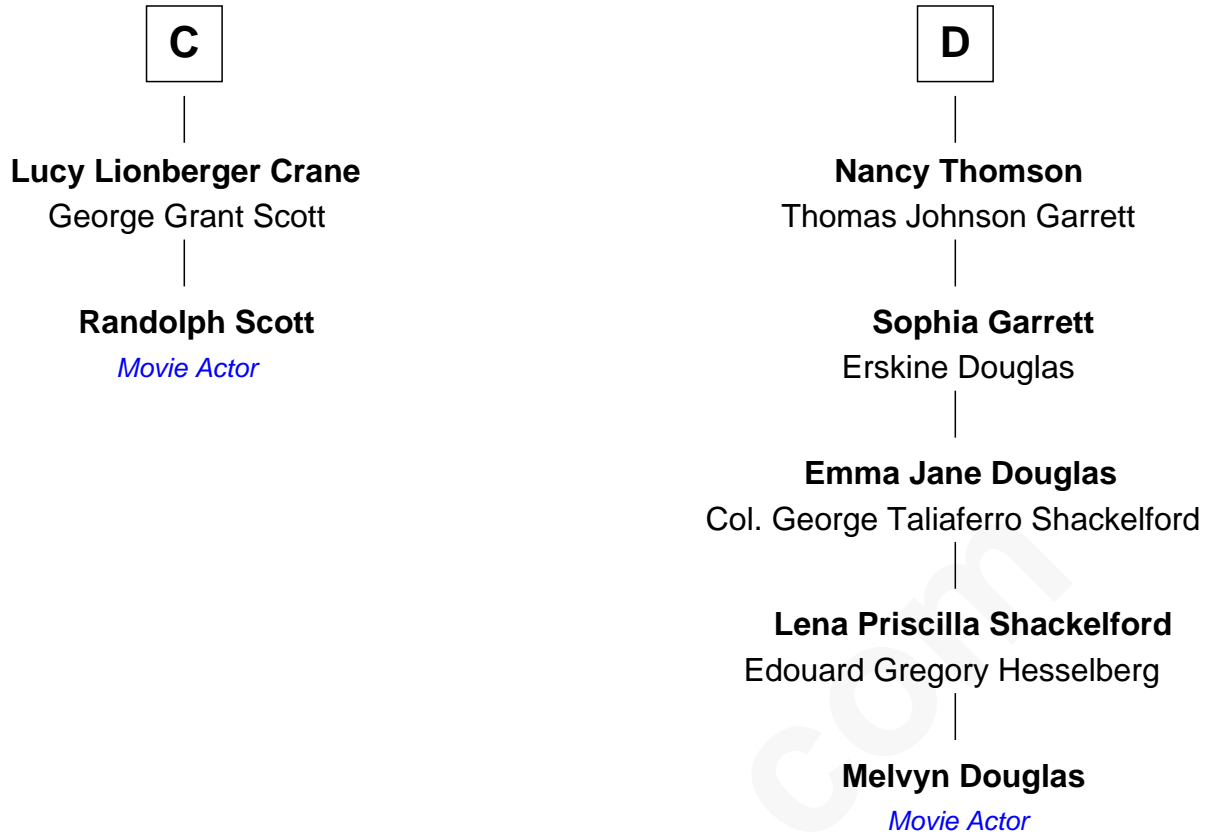 C
Lucy Lionberger Crane
George Grant Scott
Randolph Scott
Movie Actor
D
Nancy Thomson
Thomas Johnson Garrett
Sophia Garrett
Erskine Douglas
Emma Jane Douglas
Col. George Taliaferro Shackelford
Lena Priscilla Shackelford
Edouard Gregory Hesselberg
Melvyn Douglas
Movie Actor
com